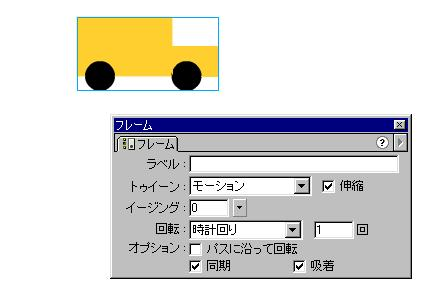 フレーム
フレーム ?
ラベル:
トゥイーン: モーション 伸縮
イージング: 0
回転: 時計回り 1 回
オプション: パスに沿って回転
同期 吸着